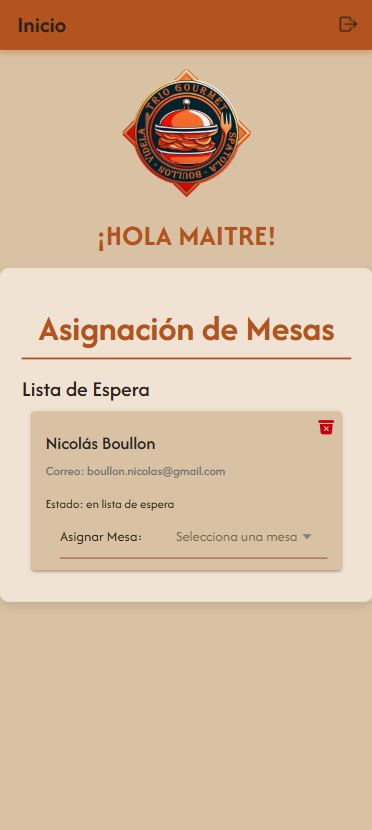 Inicio
TRIO GOURMET
SPATOLA - BOULLON - VIDELA
¡HOLA MAITRE!
Asignación de Mesas
Lista de Espera
Nicolás Boullon
Correo: boullon.nicolas@gmail.com
Estado: en lista de espera
Asignar Mesa: Selecciona una mesa